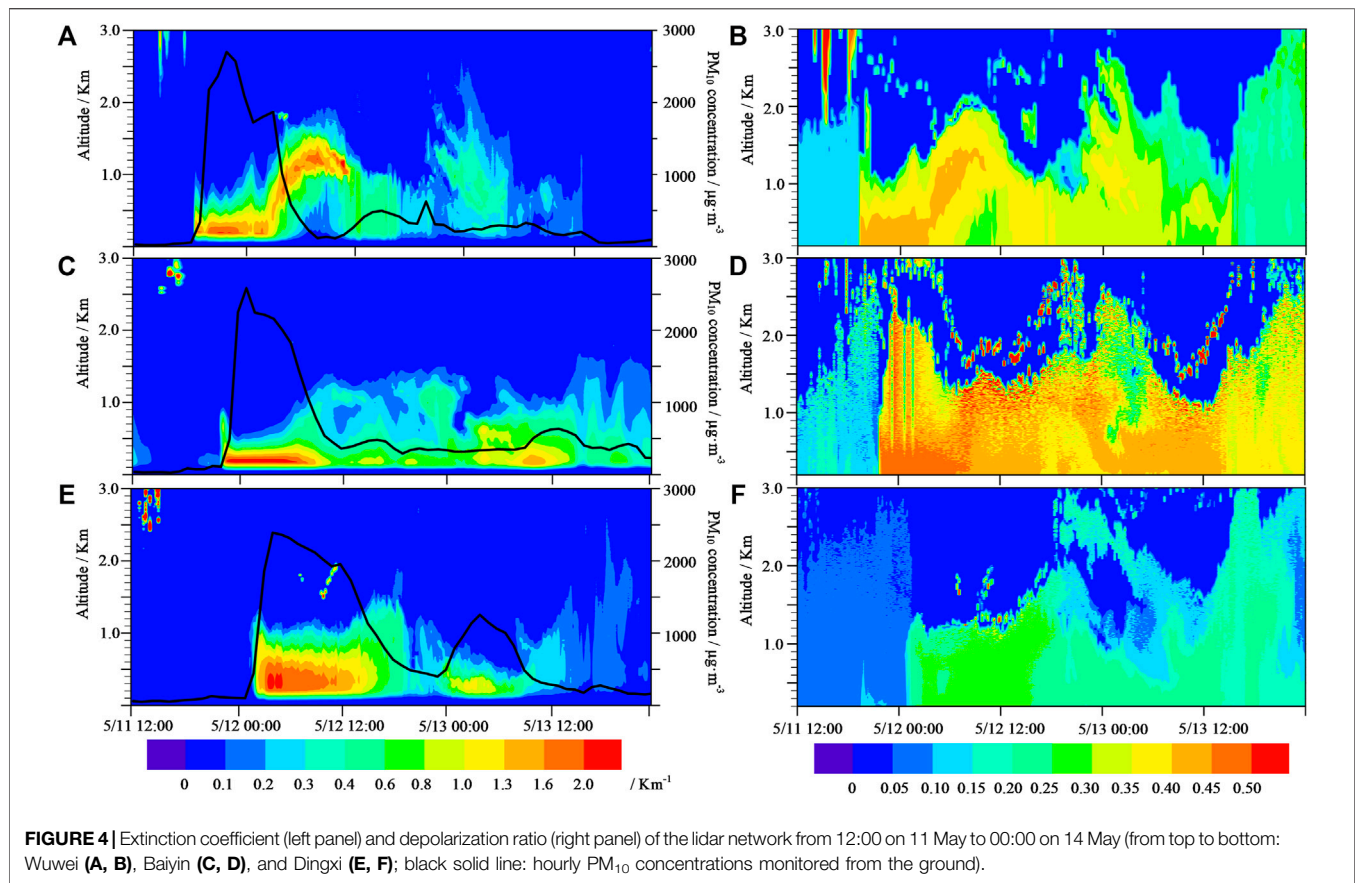 A
3.0
2.0
1.0
Altitude / Km
3000
2000
1000
0
PM10 concentration / μg·m-3
B
3.0
2.0
1.0
Altitude / Km
C
3.0
2.0
1.0
Altitude / Km
3000
2000
1000
0
PM10 concentration / μg·m-3
D
3.0
2.0
1.0
Altitude / Km
E
3.0
2.0
1.0
Altitude / Km
3000
2000
1000
0
PM10 concentration / μg·m-3
F
3.0
2.0
1.0
Altitude / Km
5/11 12:00 5/12 00:00 5/12 12:00 5/13 00:00 5/13 12:00
5/11 12:00 5/12 00:00 5/12 12:00 5/13 00:00 5/13 12:00
0 0.1 0.2 0.3 0.4 0.6 0.8 1.0 1.3 1.6 2.0 / Km-1
0 0.05 0.10 0.15 0.20 0.25 0.30 0.35 0.40 0.45 0.50
FIGURE 4 | Extinction coefficient (left panel) and depolarization ratio (right panel) of the lidar network from 12:00 on 11 May to 00:00 on 14 May (from top to bottom:
Wuwei (A, B), Baiyin (C, D), and Dingxi (E, F); black solid line: hourly PM10 concentrations monitored from the ground).